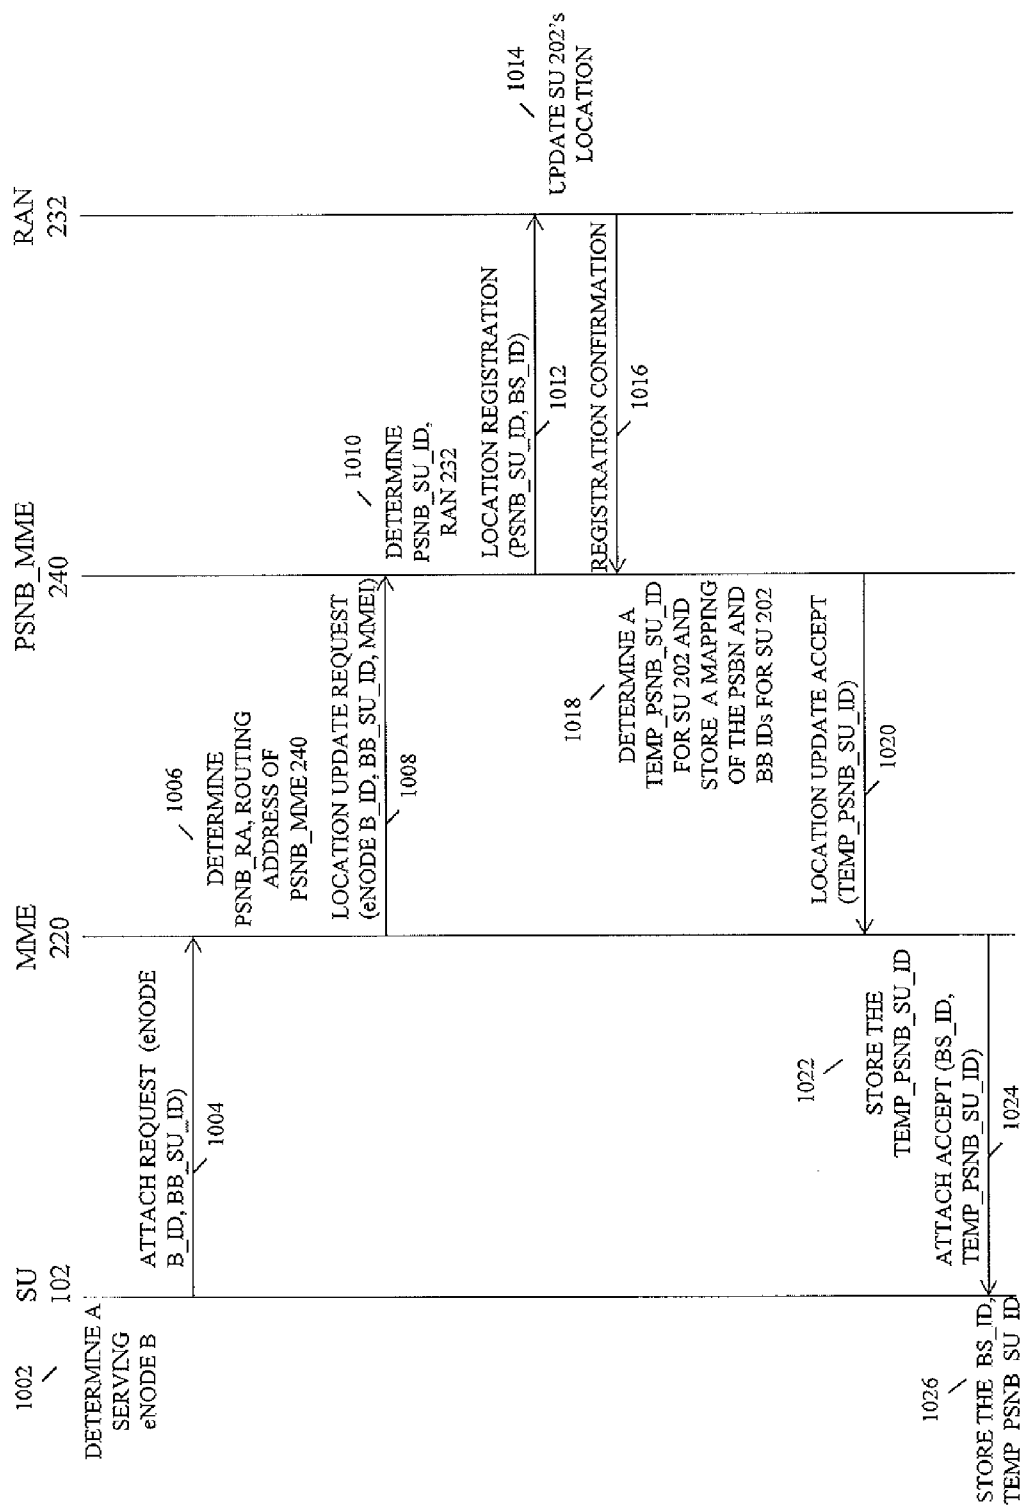 SU
102
MME
220
PSNB_MME
240
RAN
232
1002
DETERMINE A
SERVING
eNODE B
ATTACH REQUEST (eNODE
B_ID, BB_SU_ID)
1004
1006
DETERMINE
PSNB_RA, ROUTING
ADDRESS OF
PSNB_MME 240
LOCATION UPDATE REQUEST
(eNODE B_ID, BB_SU_ID, MMEI)
1008
1010
DETERMINE
PSNB_SU_ID,
RAN 232
LOCATION REGISTRATION
(PSNB_SU_ID, BS_ID)
1012
1014
UPDATE SU 202's
LOCATION
REGISTRATION CONFIRMATION
1016
1018
DETERMINE A
TEMP_PSNB_SU_ID
FOR SU 202 AND
STORE A MAPPING
OF THE PSBN AND
BB IDs FOR SU 202
LOCATION UPDATE ACCEPT
(TEMP_PSNB_SU_ID)
1020
1022
STORE THE
TEMP_PSNB_SU_ID
ATTACH ACCEPT (BS_ID,
TEMP_PSNB_SU_ID)
1024
1026
STORE THE BS_ID,
TEMP_PSNB_SU_ID